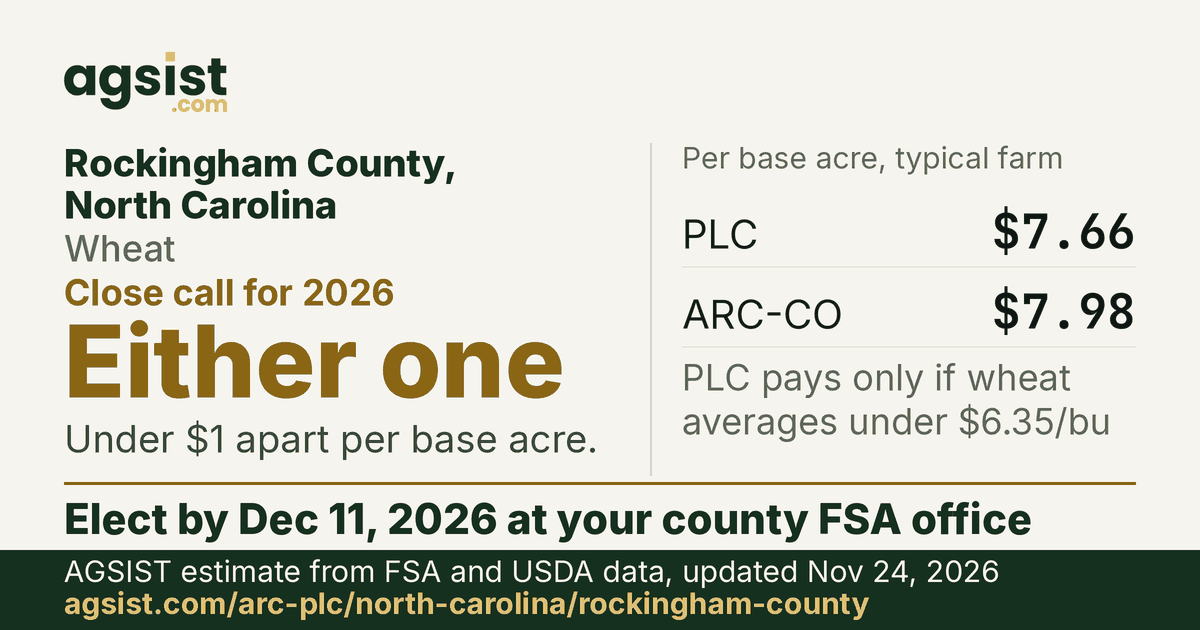 agsist
.com
Rockingham County,
North Carolina
Wheat
Close call for 2026
Either one
Under $1 apart per base acre.
Per base acre, typical farm
PLC $7.66
ARC-CO $7.98
PLC pays only if wheat
averages under $6.35/bu
Elect by Dec 11, 2026 at your county FSA office
AGSIST estimate from FSA and USDA data, updated Nov 24, 2026
agsist.com/arc-plc/north-carolina/rockingham-county